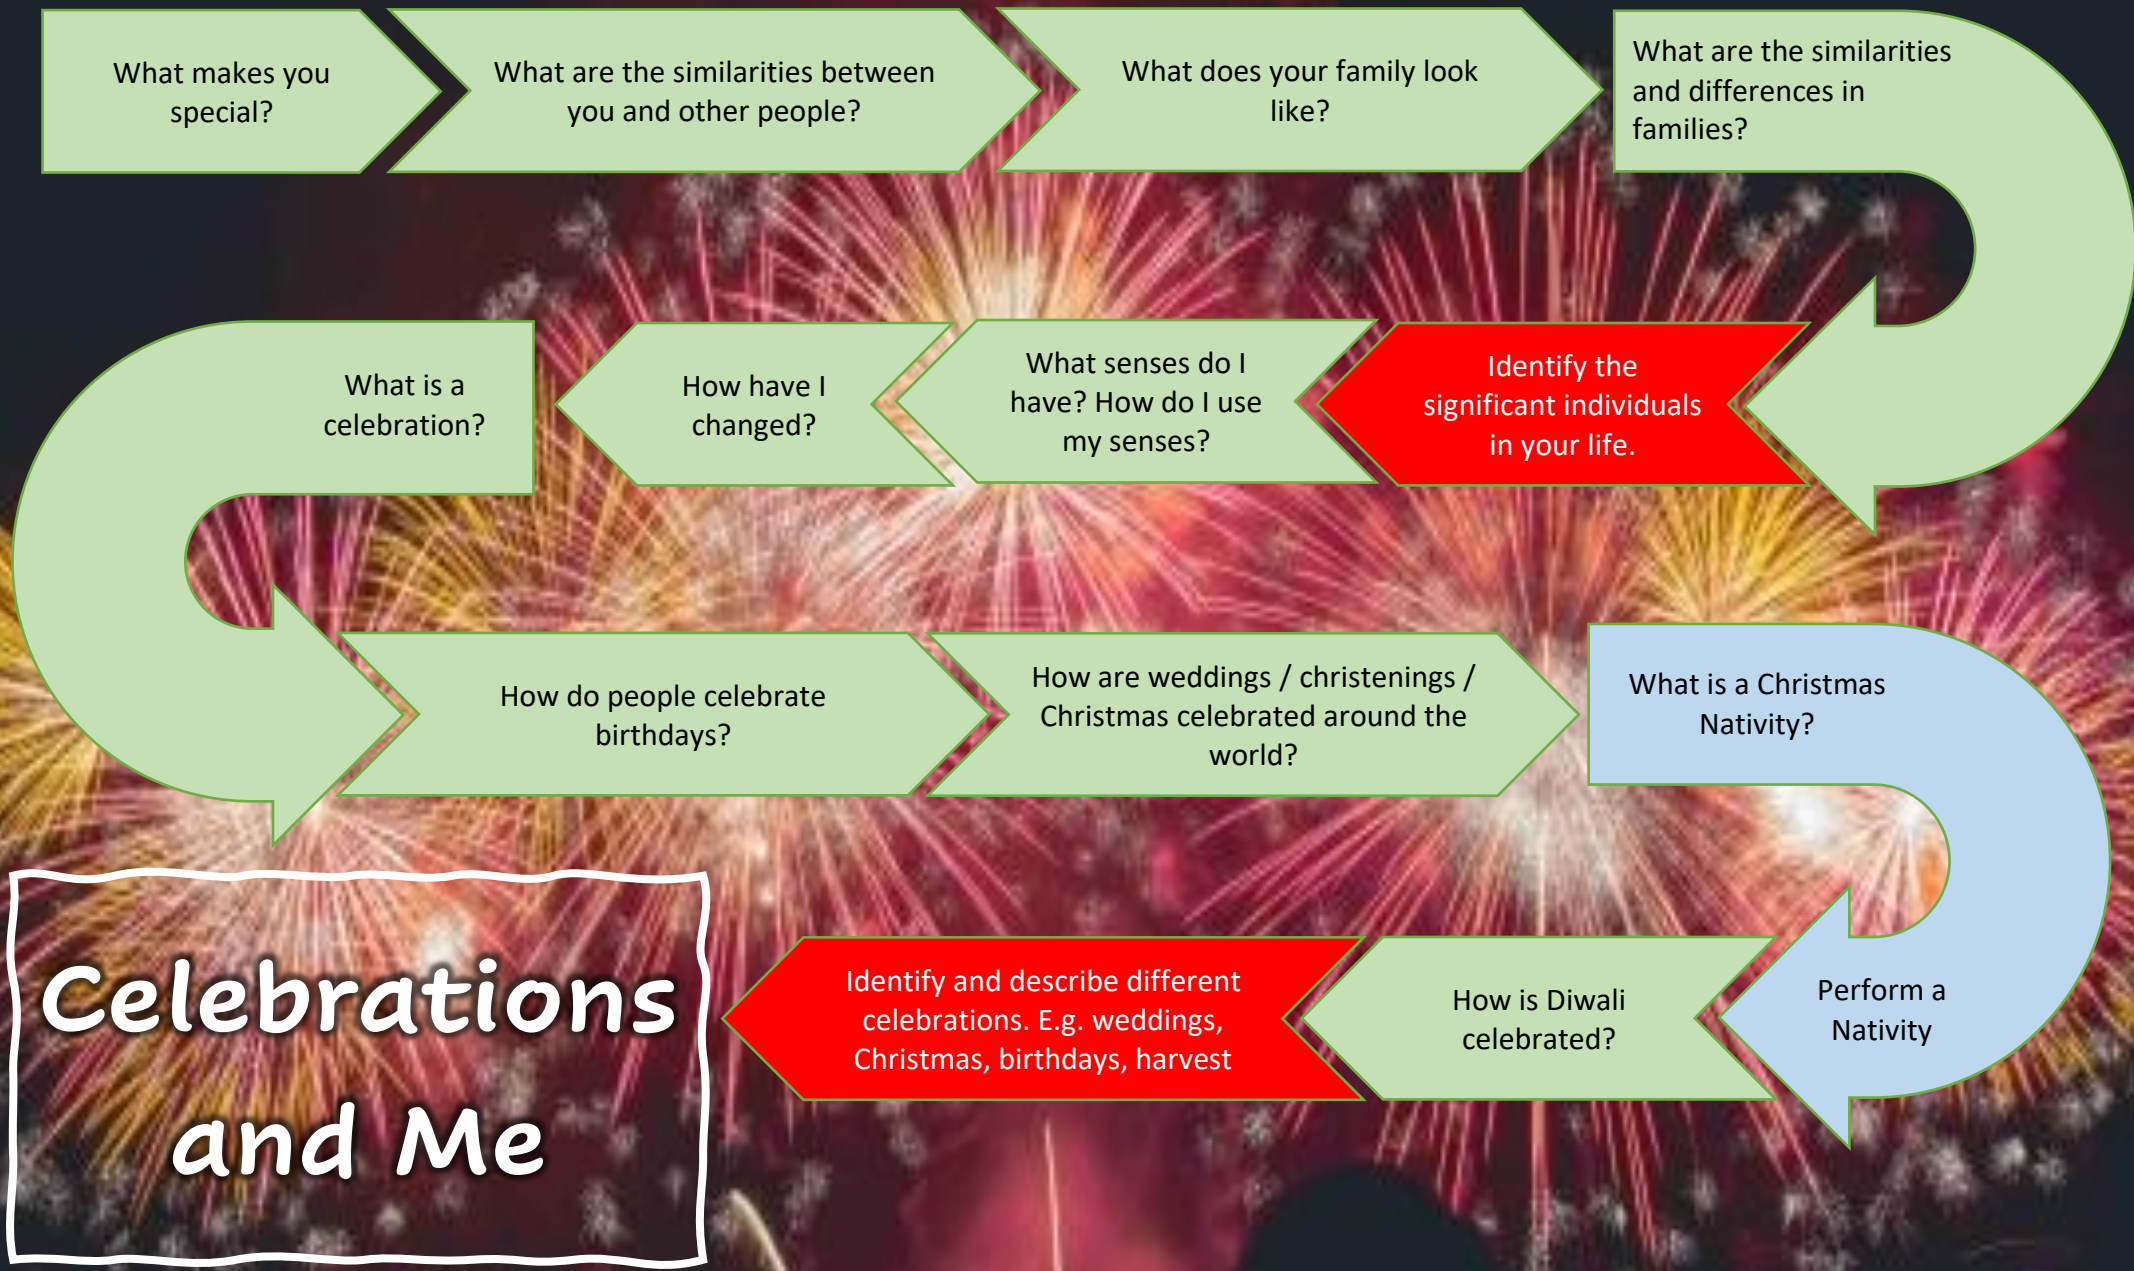 What makes you
special?
What are the similarities between
you and other people?
What does your family look
like?
What are the similarities
and differences in
families?
Identify the
significant individuals
in your life.
What senses do I
have? How do I use
my senses?
How have I
changed?
What is a
celebration?
How do people celebrate
birthdays?
How are weddings / christenings /
Christmas celebrated around the
world?
What is a Christmas
Nativity?
Perform a
Nativity
How is Diwali
celebrated?
Identify and describe different
celebrations. E.g. weddings,
Christmas, birthdays, harvest
Celebrations
and Me